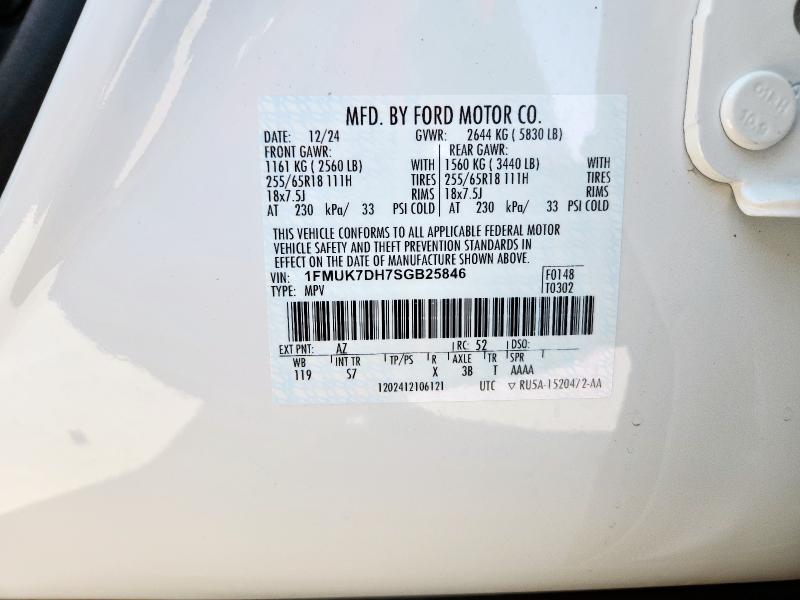 MFD. BY FORD MOTOR CO.
DATE: 12/24 GVWR: 2644 KG ( 5830 LB)
FRONT GAWR: REAR GAWR:
1161 KG ( 2560 LB) WITH 1560 KG ( 3440 LB) WITH
255/65R18 111H TIRES 255/65R18 111H TIRES
18x7.5J RIMS 18x7.5J RIMS
AT 230 kPa/ 33 PSI COLD AT 230 kPa/ 33 PSI COLD
THIS VEHICLE CONFORMS TO ALL APPLICABLE FEDERAL MOTOR
VEHICLE SAFETY AND THEFT PREVENTION STANDARDS IN
EFFECT ON THE DATE OF MANUFACTURE SHOWN ABOVE.
VIN: 1FMUK7DH7SGB25846 F0148
TYPE: MPV T0302
EXT PNT: AZ RC: 52 DSO:
WB INT TR TP/PS R AXLE TR SPR
119 S7 X 3B T AAAA
1202412106121 UTC ▽ RU5A-15204/2-AA
10.9